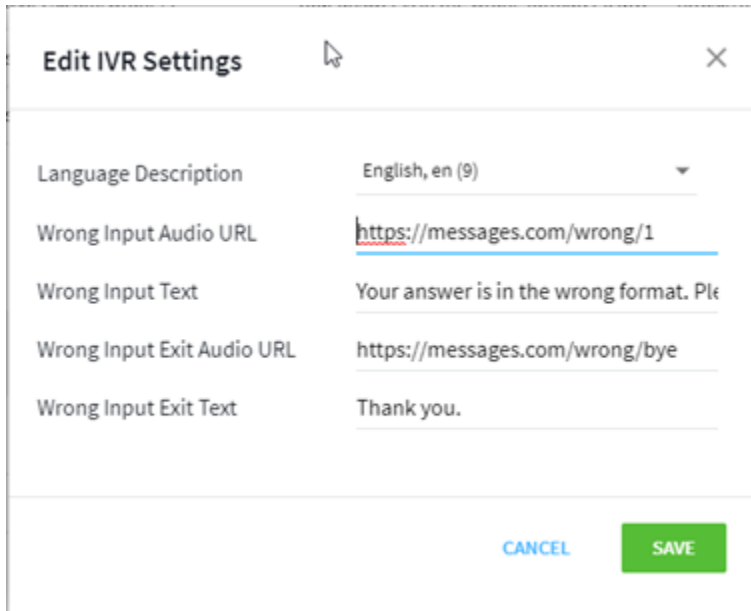 Edit IVR Settings
Language Description English, en (9)
Wrong Input Audio URL https://messages.com/wrong/1
Wrong Input Text Your answer is in the wrong format. Ple
Wrong Input Exit Audio URL https://messages.com/wrong/bye
Wrong Input Exit Text Thank you.
CANCEL SAVE